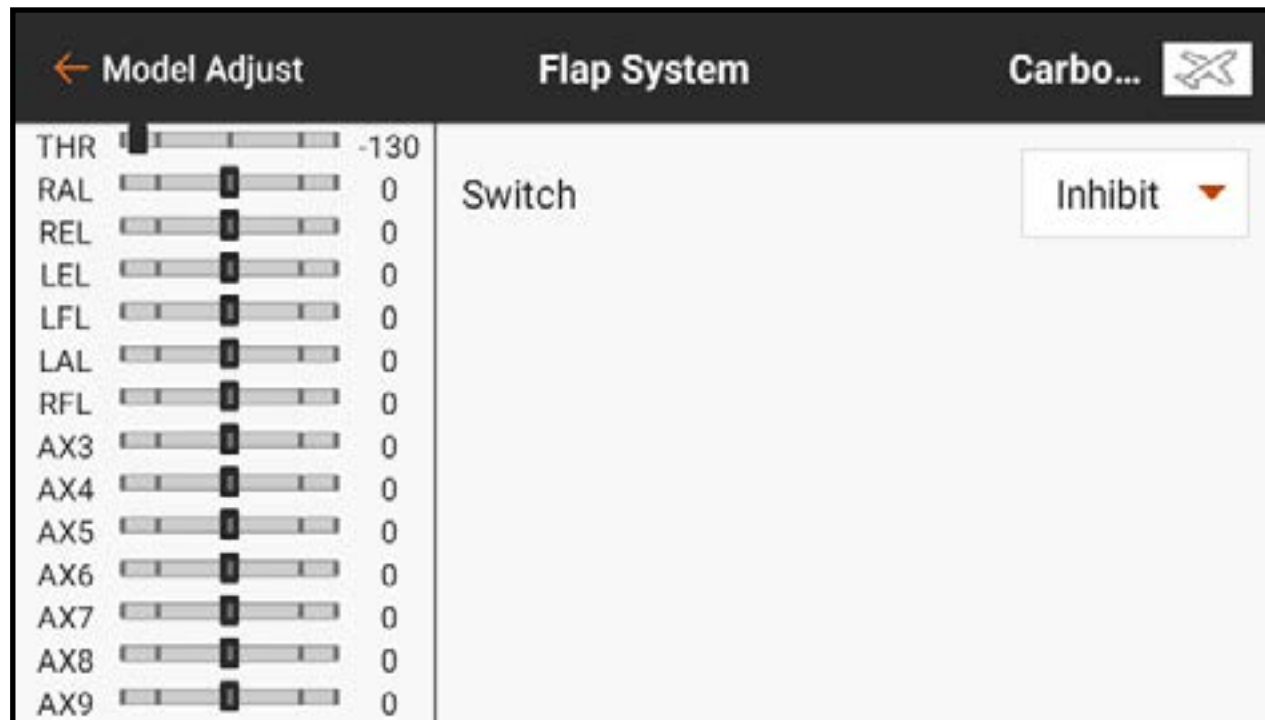 ← Model Adjust Flap System Carbo...
THR -130
RAL 0
REL 0
LEL 0
LFL 0
LAL 0
RFL 0
AX3 0
AX4 0
AX5 0
AX6 0
AX7 0
AX8 0
AX9 0
Switch Inhibit